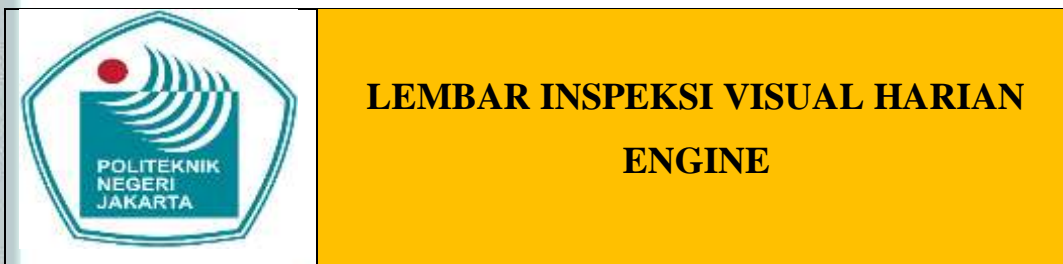 POLITEKNIK
NEGERI
JAKARTA
LEMBAR INSPEKSI VISUAL HARIAN
ENGINE